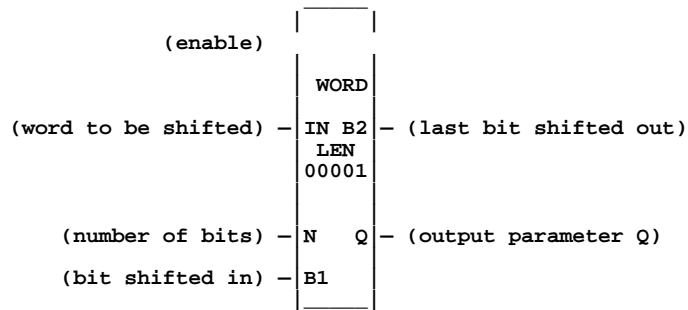 (enable)
WORD
(word to be shifted) IN B2 (last bit shifted out)
LEN
00001
(number of bits) N Q (output parameter Q)
(bit shifted in) B1